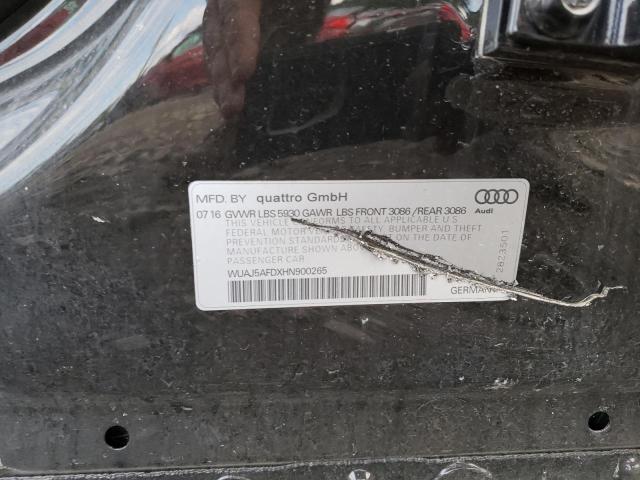 MFD. BY quattro GmbH
07 16 GVWR LBS 5930 GAWR LBS FRONT 3086 / REAR 3086
THIS VEHICLE CONFORMS TO ALL APPLICABLE U.S.
FEDERAL MOTOR VEHICLE SAFETY, BUMPER AND THEFT
PREVENTION STANDARDS IN EFFECT ON THE DATE OF
MANUFACTURE SHOWN ABOVE
PASSENGER CAR
WUAJ5AFDXHN900265
Audi
2823501
GERMANY